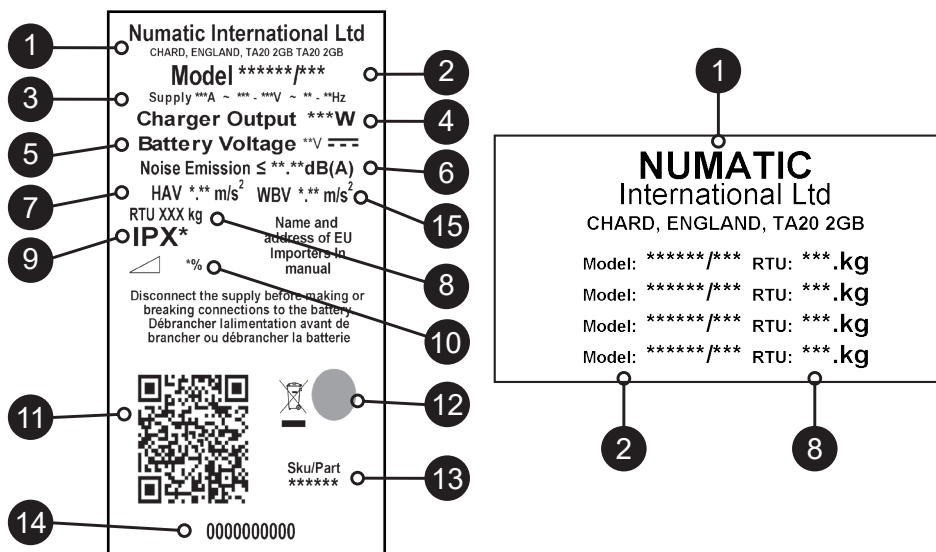 1
Numatic International Ltd
CHARD, ENGLAND, TA20 2GB TA20 2GB
2
Model ******/***
3
Supply ***A ~ *** - ***V ~ ** - **Hz
Charger Output ***W
4
5
Battery Voltage **V
Noise Emission ≤ **.**dB(A)
6
7
HAV *.** m/s² WBV *.** m/s²
15
RTU XXX kg
8
9
IPX*
Name and
address of EU
Importers In
manual
*%
10
Disconnect the supply before making or
breaking connections to the battery.
Débrancher lalimentation avant de
brancher ou débrancher la batterie
11
12
Sku/Part
******
13
14
0000000000
1
NUMATIC
International Ltd
CHARD, ENGLAND, TA20 2GB
Model: ******/*** RTU: ***.kg
Model: ******/*** RTU: ***.kg
Model: ******/*** RTU: ***.kg
Model: ******/*** RTU: ***.kg
2
8